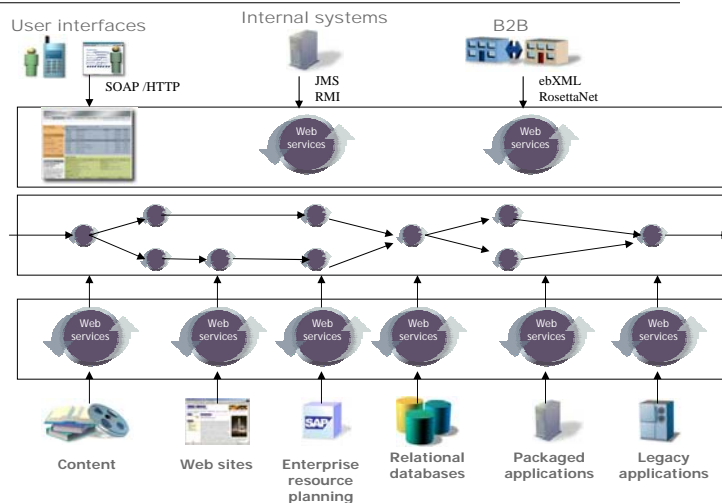 User interfaces
Internal systems
B2B
SOAP /HTTP
JMS
RMI
ebXML
RosettaNet
Web
services
Web
services
Web
services
Web
services
Web
services
Web
services
Web
services
Web
services
SAP
Content
Web sites
Enterprise
resource
planning
Relational
databases
Packaged
applications
Legacy
applications